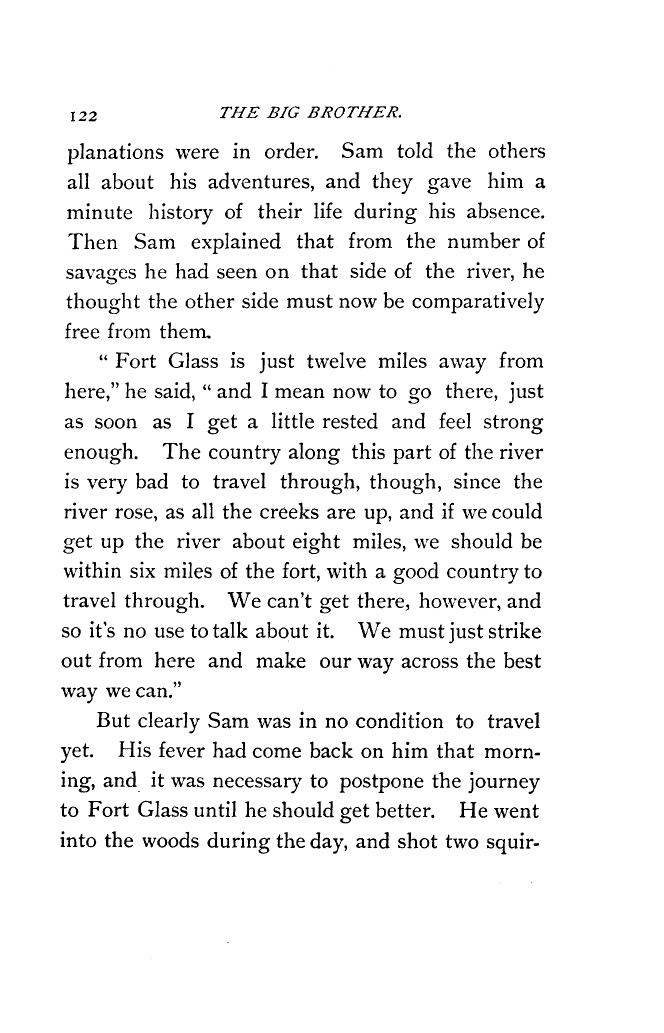 122 THE BIG BROTHER.
planations were in order. Sam told the others
all about his adventures, and they gave him a
minute history of their life during his absence.
Then Sam explained that from the number of
savages he had seen on that side of the river, he
thought the other side must now be comparatively
free from them.
“ Fort Glass is just twelve miles away from
here,” he said, “ and I mean now to go there, just
as soon as I get a little rested and feel strong
enough. The country along this part of the river
is very bad to travel through, though, since the
river rose, as all the creeks are up, and if we could
get up the river about eight miles, we should be
within six miles of the fort, with a good country to
travel through. We can’t get there, however, and
so it’s no use to talk about it. We must just strike
out from here and make our way across the best
way we can.”
But clearly Sam was in no condition to travel
yet. His fever had come back on him that morn-
ing, and it was necessary to postpone the journey
to Fort Glass until he should get better. He went
into the woods during the day, and shot two squir-